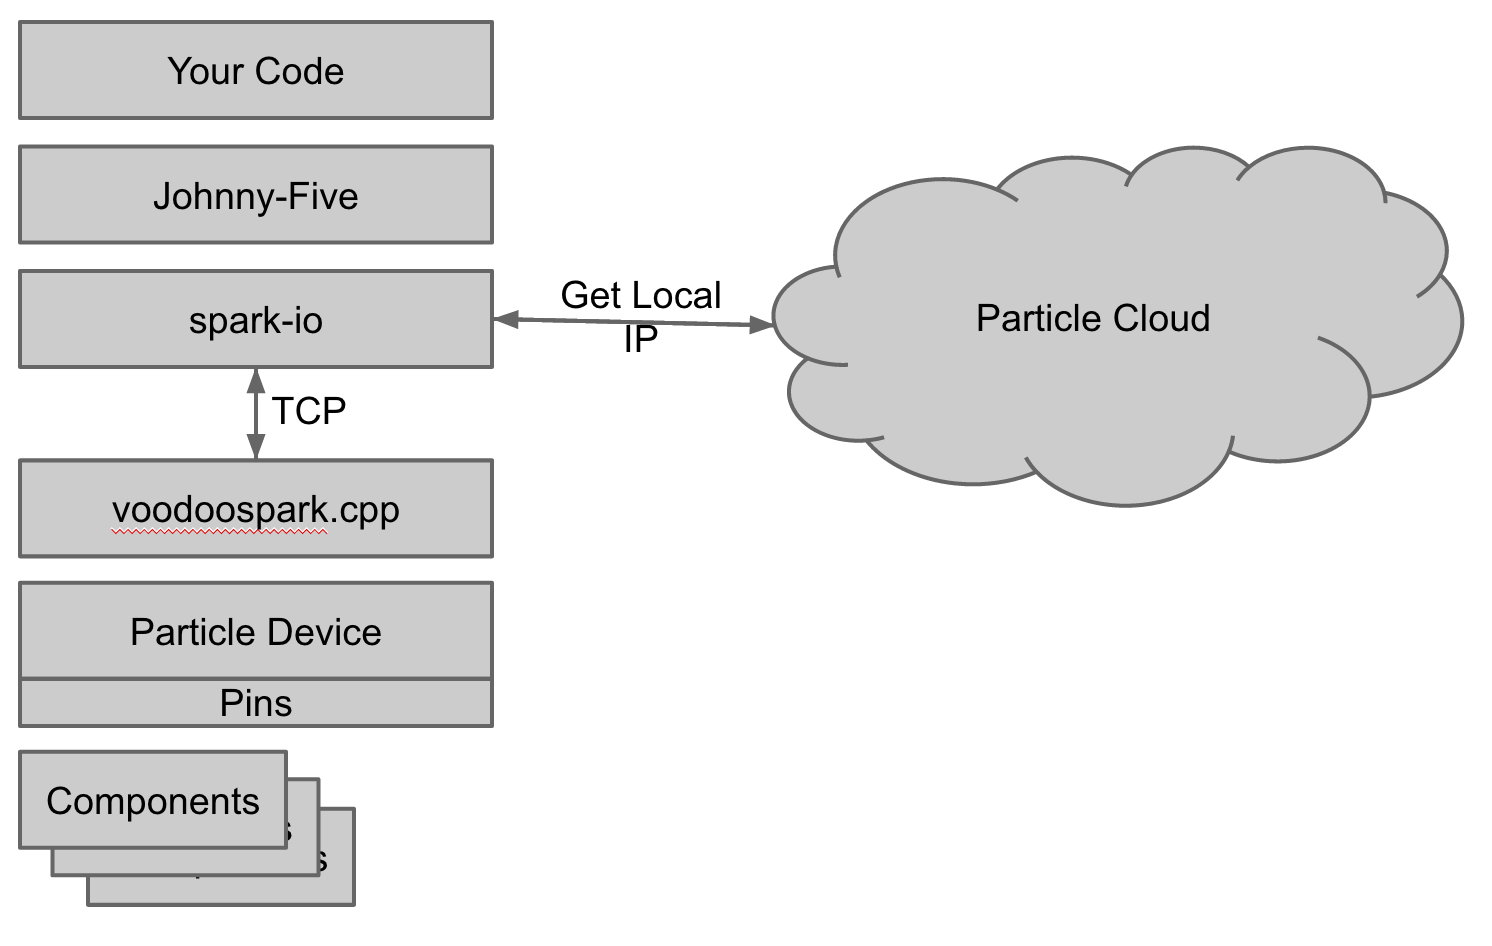 Your Code
Johnny-Five
spark-io
Get Local
IP
Particle Cloud
TCP
voodoospark.cpp
Particle Device
Pins
Components